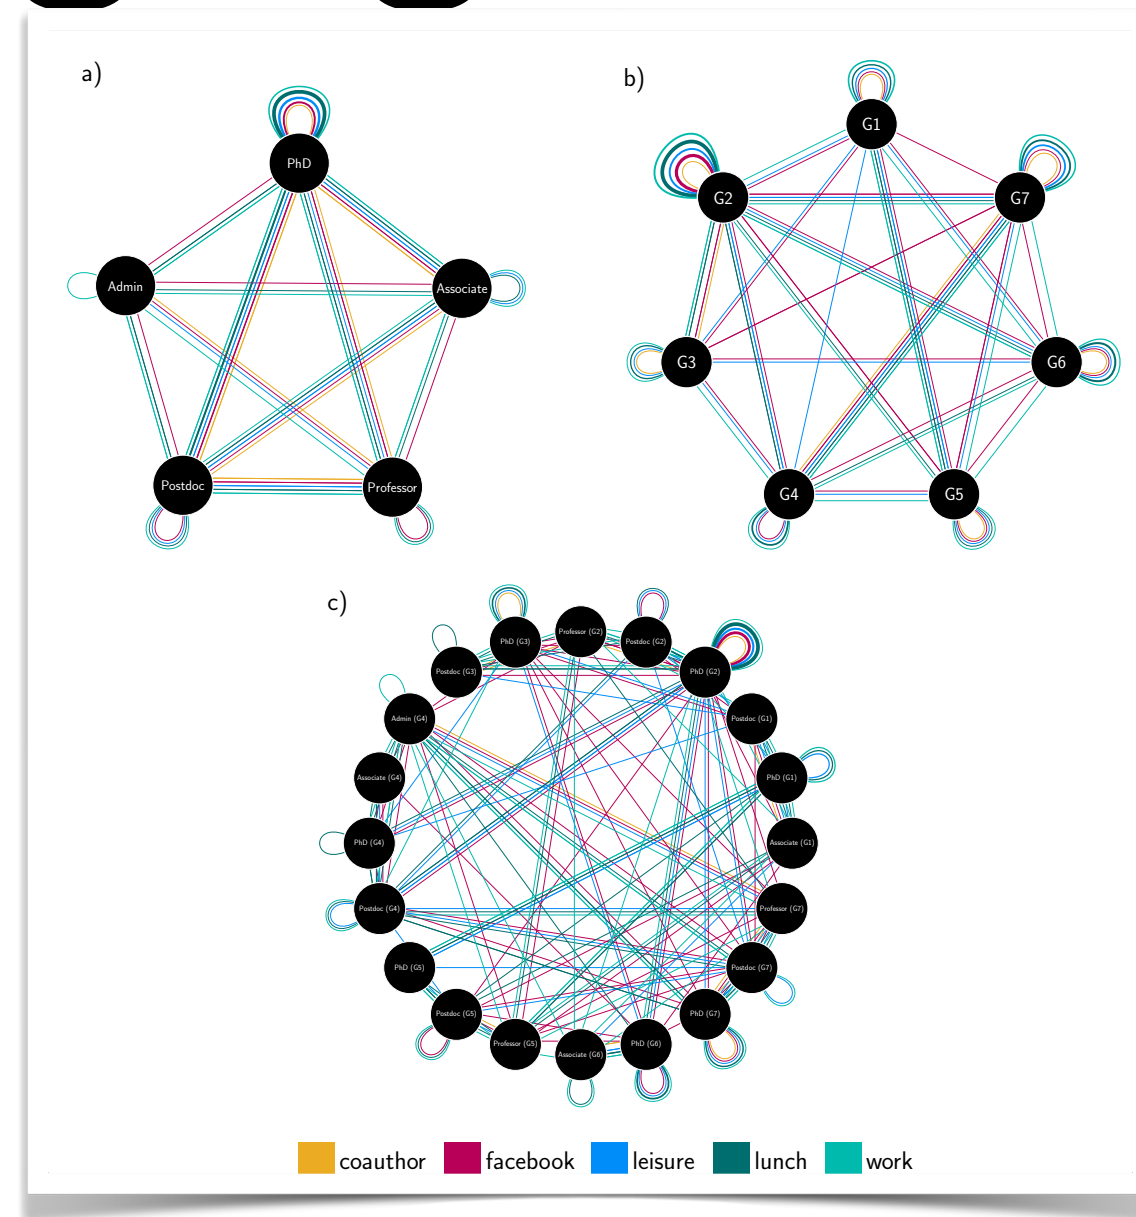 a)
PhD
Admin
Associate
Postdoc
Professor
b)
G1
G2
G7
G3
G6
G4
G5
c)
Professor (G2)
PhD (G3)
Postdoc (G2)
Postdoc (G3)
PhD (G2)
Admin (G4)
Postdoc (G1)
Associate (G4)
PhD (G1)
PhD (G4)
Associate (G1)
Postdoc (G4)
Professor (G7)
PhD (G5)
Postdoc (G7)
Postdoc (G5)
PhD (G7)
Professor (G5)
PhD (G6)
Associate (G6)
coauthor facebook leisure lunch work